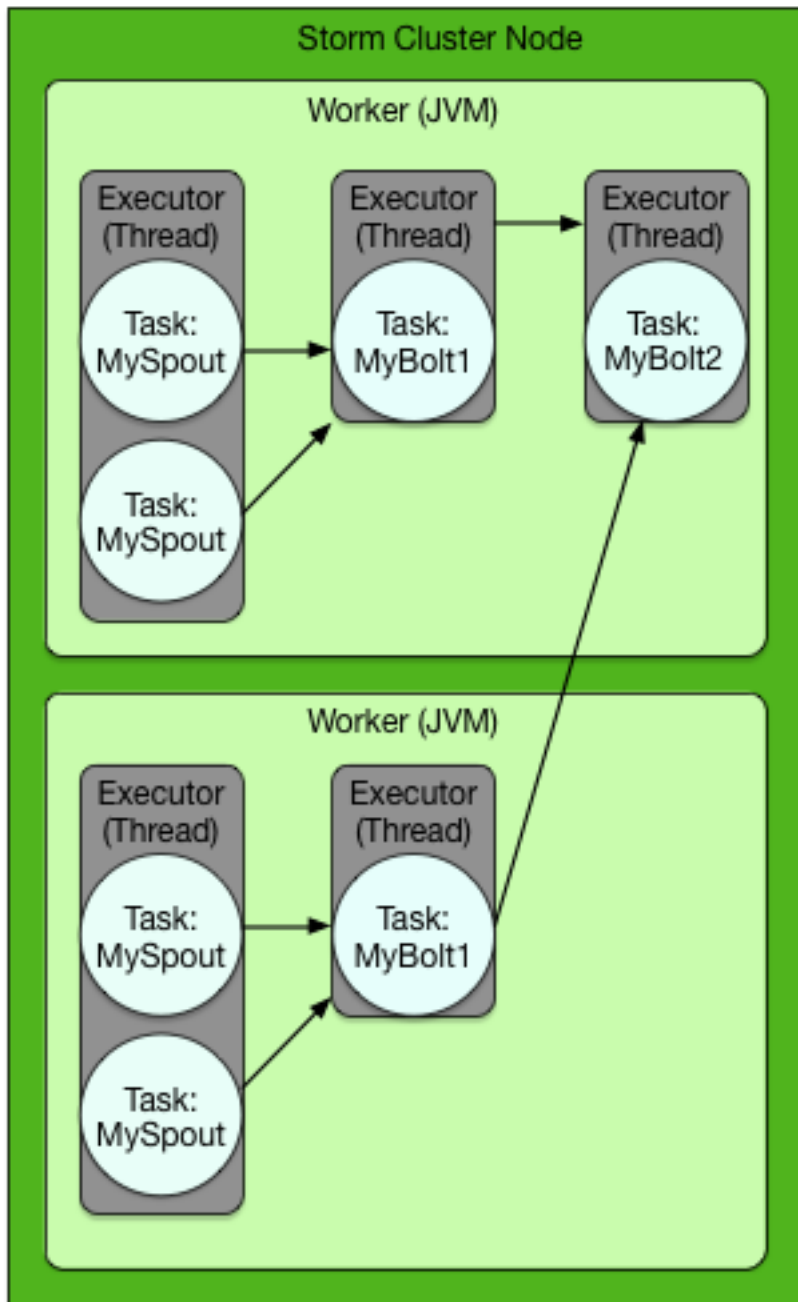 Storm Cluster Node
Worker (JVM)
Executor
(Thread)
Task:
MySpout
Task:
MySpout
Executor
(Thread)
Task:
MyBolt1
Executor
(Thread)
Task:
MyBolt2
Worker (JVM)
Executor
(Thread)
Task:
MySpout
Task:
MySpout
Executor
(Thread)
Task:
MyBolt1